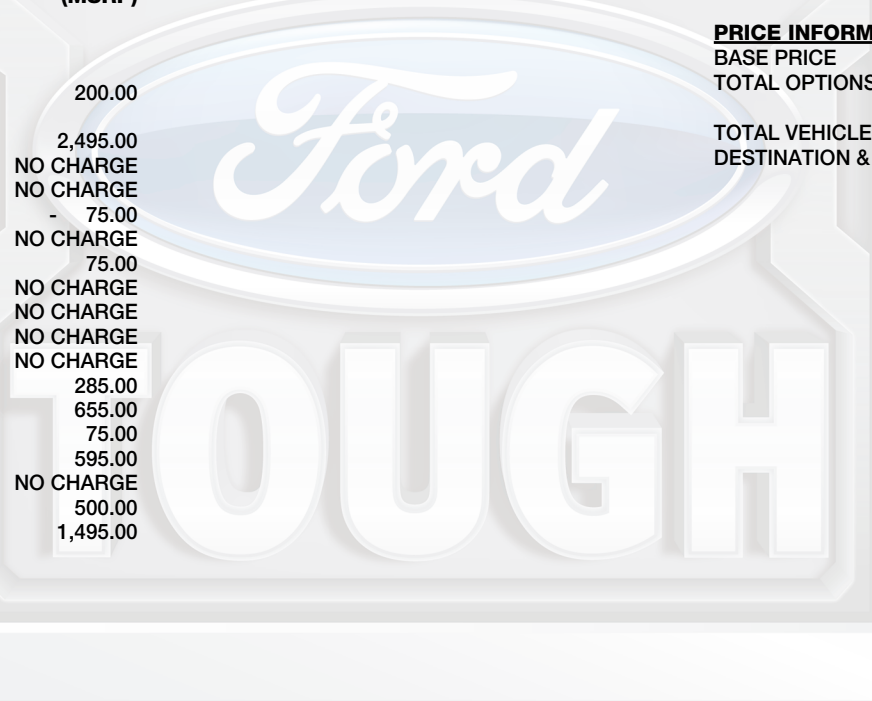 (MSRP)
200.00
2,495.00
NO CHARGE
NO CHARGE
- 75.00
NO CHARGE
75.00
NO CHARGE
NO CHARGE
NO CHARGE
NO CHARGE
285.00
655.00
75.00
595.00
NO CHARGE
500.00
1,495.00
PRICE INFORM
BASE PRICE
TOTAL OPTIONS
TOTAL VEHICLE
DESTINATION &
Ford
TOUGH